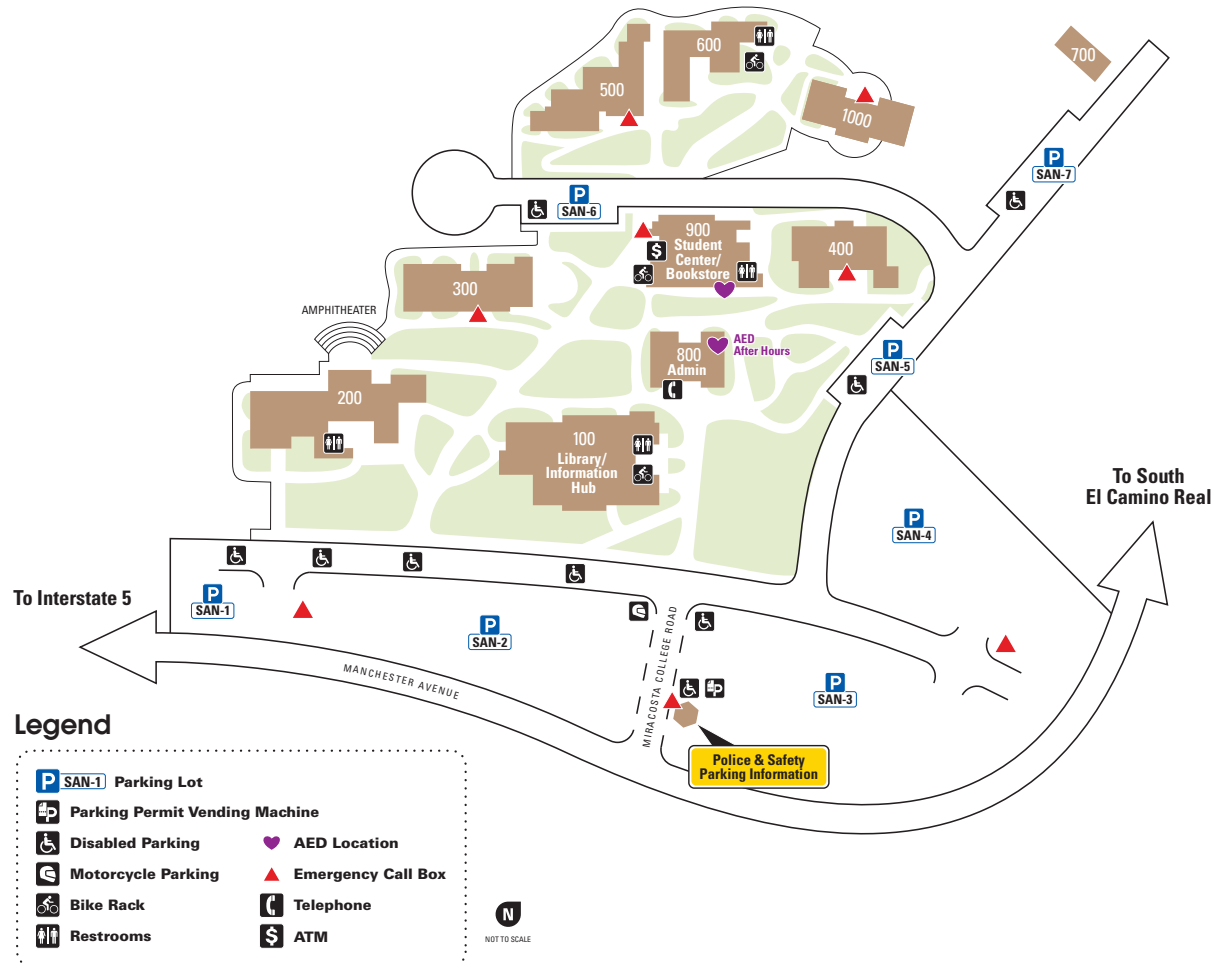 600
700
500
1000
P
SAN-7
P
SAN-6
900
Student
Center/
Bookstore
$
400
300
AMPHITHEATER
AED
After Hours
800
Admin
P
SAN-5
200
100
Library/
Information
Hub
To South
El Camino Real
P
SAN-4
To Interstate 5
P
SAN-1
P
SAN-2
MIRACOSTA COLLEGE ROAD
MANCHESTER AVENUE
P
P
SAN-3
Police & Safety
Parking Information
Legend
P SAN-1 Parking Lot
P Parking Permit Vending Machine
Disabled Parking
AED Location
Motorcycle Parking
Emergency Call Box
Bike Rack
Telephone
Restrooms
$ ATM
N
NOT TO SCALE